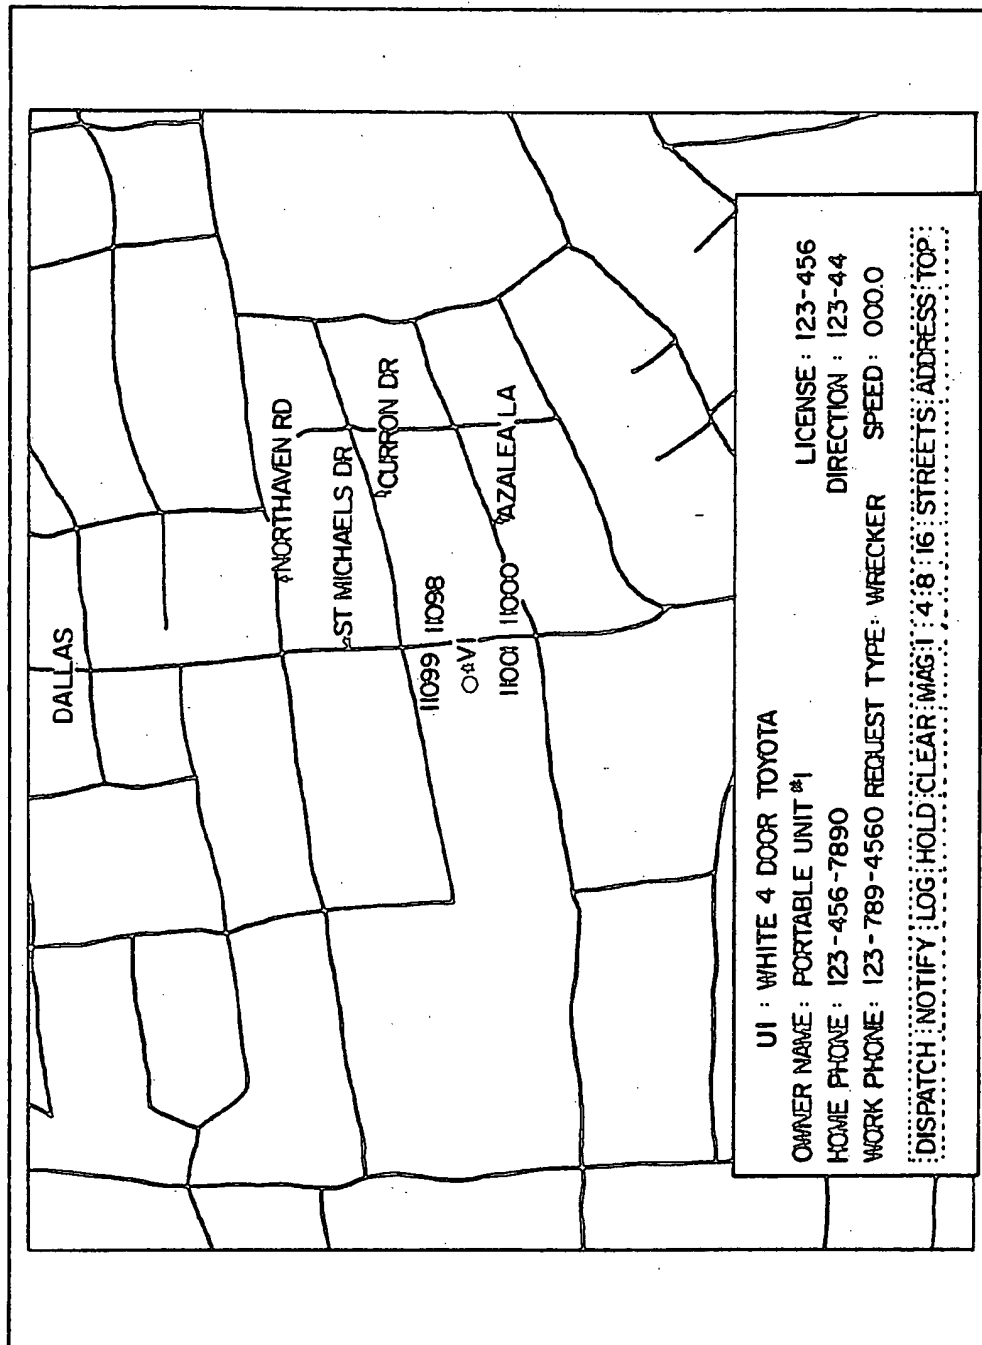 DALLAS
NORTHAVEN RD
ST MICHAELS DR
CURRON DR
11099 11098
V1
11001 11000
AZALEA LA
U1 : WHITE 4 DOOR TOYOTA
OWNER NAME : PORTABLE UNIT #1 LICENSE : 123-456
HOME PHONE : 123-456-7890 DIRECTION : 123-44
WORK PHONE : 123-789-4560 REQUEST TYPE : WRECKER SPEED : 000.0
DISPATCH NOTIFY LOG HOLD CLEAR MAG 1 4 8 16 STREETS ADDRESS TOP